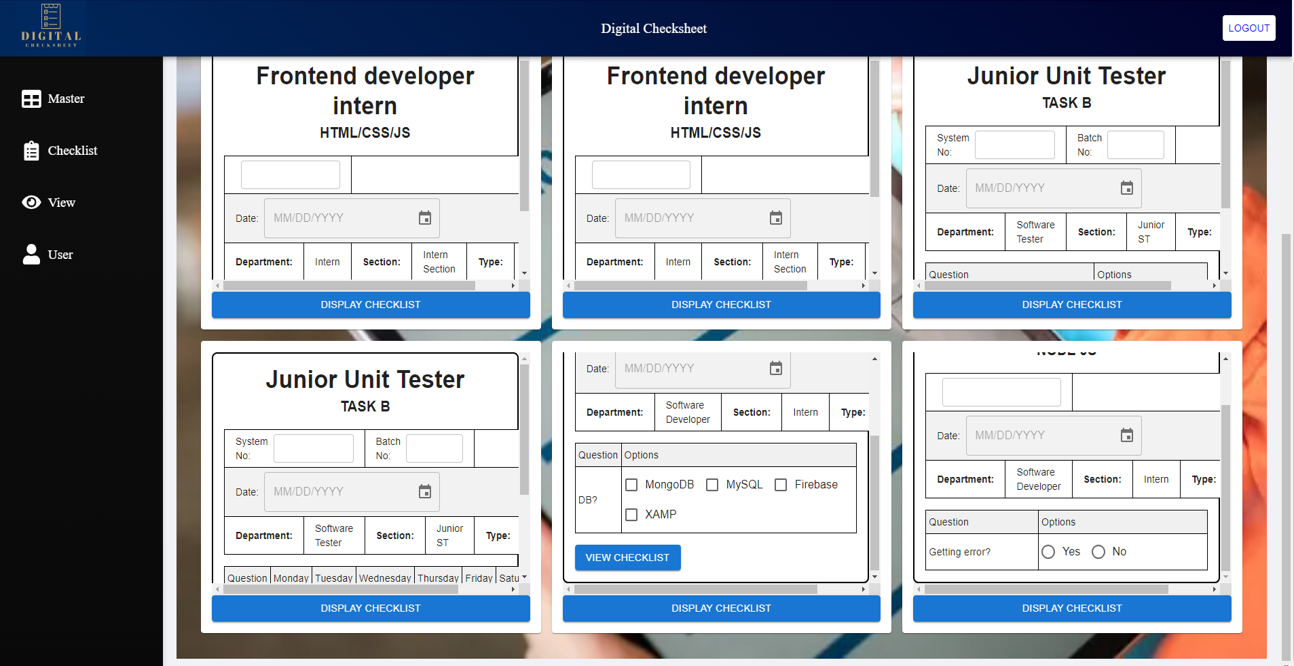 DIGITAL
CHECKSHEET
Digital Checksheet
LOGOUT
Master
Checklist
View
User
Frontend developer
intern
HTML/CSS/JS
Date: MM/DD/YYYY
Department: Intern Section: Intern
Section Type:
DISPLAY CHECKLIST
Frontend developer
intern
HTML/CSS/JS
Date: MM/DD/YYYY
Department: Intern Section: Intern
Section Type:
DISPLAY CHECKLIST
Junior Unit Tester
TASK B
System
No:
Batch
No:
Date: MM/DD/YYYY
Department: Software
Tester Section: Junior
ST Type:
Question Options
DISPLAY CHECKLIST
Junior Unit Tester
TASK B
System
No:
Batch
No:
Date: MM/DD/YYYY
Department: Software
Tester Section: Junior
ST Type:
Question Monday Tuesday Wednesday Thursday Friday Satu
DISPLAY CHECKLIST
Date: MM/DD/YYYY
Department: Software
Developer Section: Intern Type:
Question Options
DB? MongoDB MySQL Firebase
XAMP
VIEW CHECKLIST
DISPLAY CHECKLIST
NODE JS
Date: MM/DD/YYYY
Department: Software
Developer Section: Intern Type:
Question Options
Getting error? Yes No
DISPLAY CHECKLIST